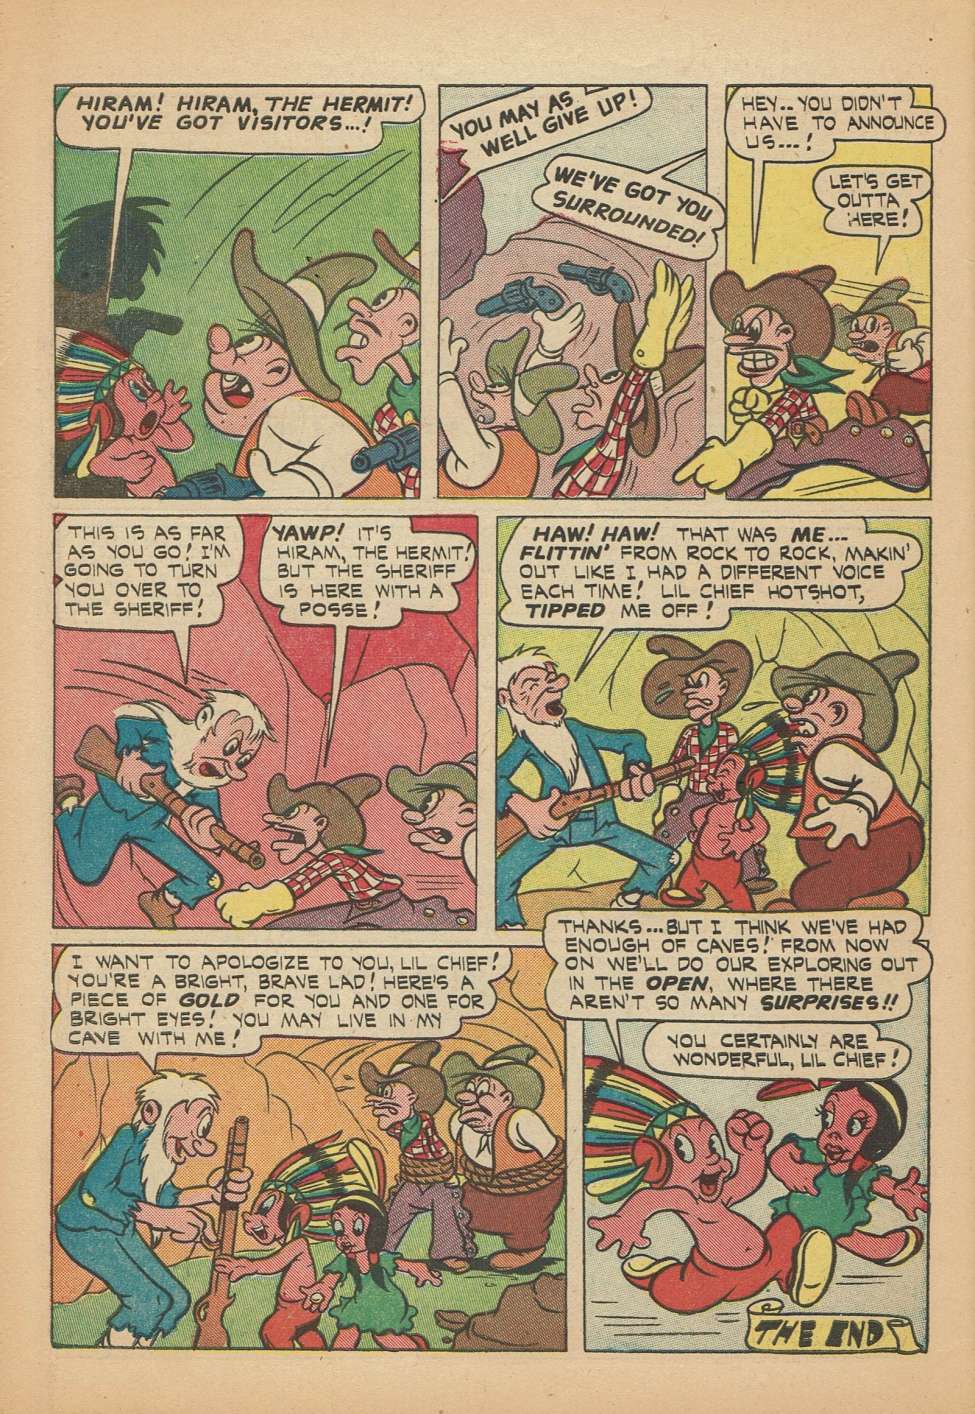 HIRAM! HIRAM, THE HERMIT!
YOU'VE GOT VISITORS...!
YOU MAY AS
WELL GIVE UP!
WE'VE GOT YOU
SURROUNDED!
HEY.. YOU DIDN'T
HAVE TO ANNOUNCE
US...!
LET'S GET
OUTTA
HERE!
THIS IS AS FAR
AS YOU GO! I'M
GOING TO TURN
YOU OVER TO
THE SHERIFF!
YAWP! IT'S
HIRAM, THE HERMIT!
BUT THE SHERIFF
IS HERE WITH A
POSSE!
HAW! HAW! THAT WAS ME...
FLITTIN' FROM ROCK TO ROCK, MAKIN'
OUT LIKE I HAD A DIFFERENT VOICE
EACH TIME! LIL CHIEF HOTSHOT,
TIPPED ME OFF!
I WANT TO APOLOGIZE TO YOU, LIL CHIEF!
YOU'RE A BRIGHT, BRAVE LAD! HERE'S A
PIECE OF GOLD FOR YOU AND ONE FOR
BRIGHT EYES! YOU MAY LIVE IN MY
CAVE WITH ME!
THANKS...BUT I THINK WE'VE HAD
ENOUGH OF CAVES! FROM NOW
ON WE'LL DO OUR EXPLORING OUT
IN THE OPEN, WHERE THERE
AREN'T SO MANY SURPRISES!!
YOU CERTAINLY ARE
WONDERFUL, LIL CHIEF!
THE END